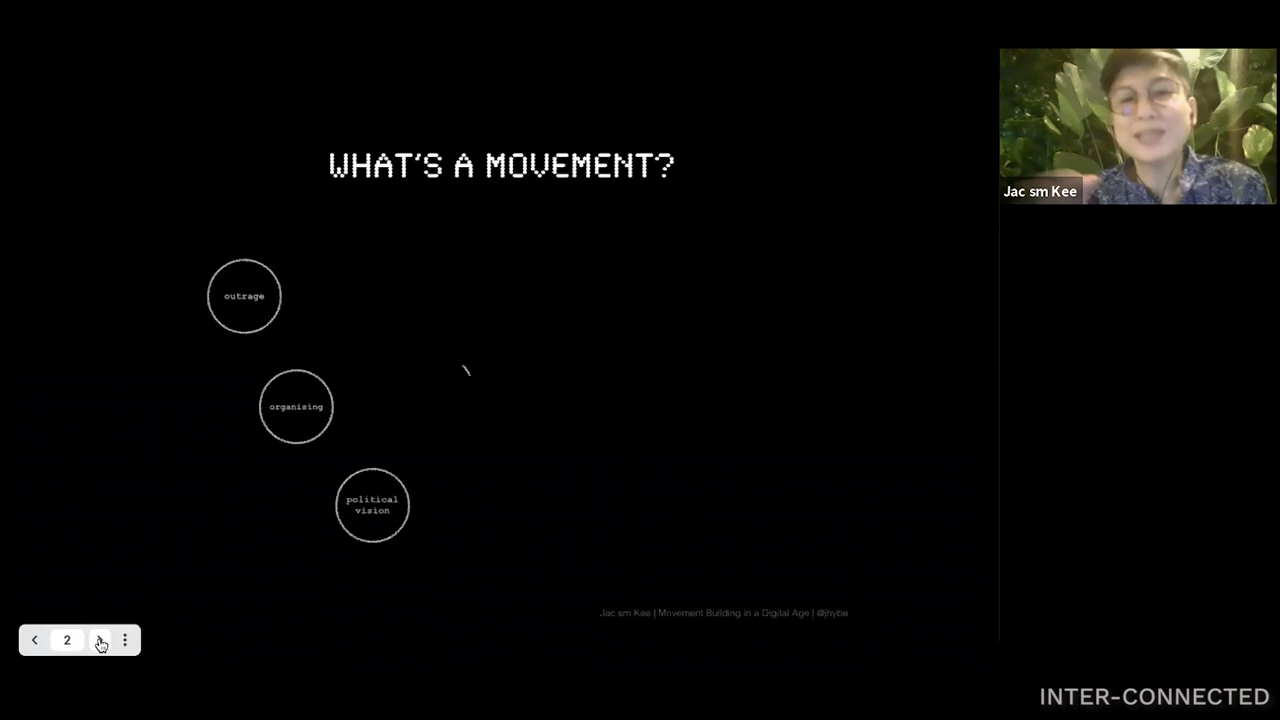 WHAT'S A MOVEMENT?
Jac sm Kee
outrage
organising
political
vision
Jac sm Kee | Movement Building in a Digital Age | @jhybe
2
INTER-CONNECTED